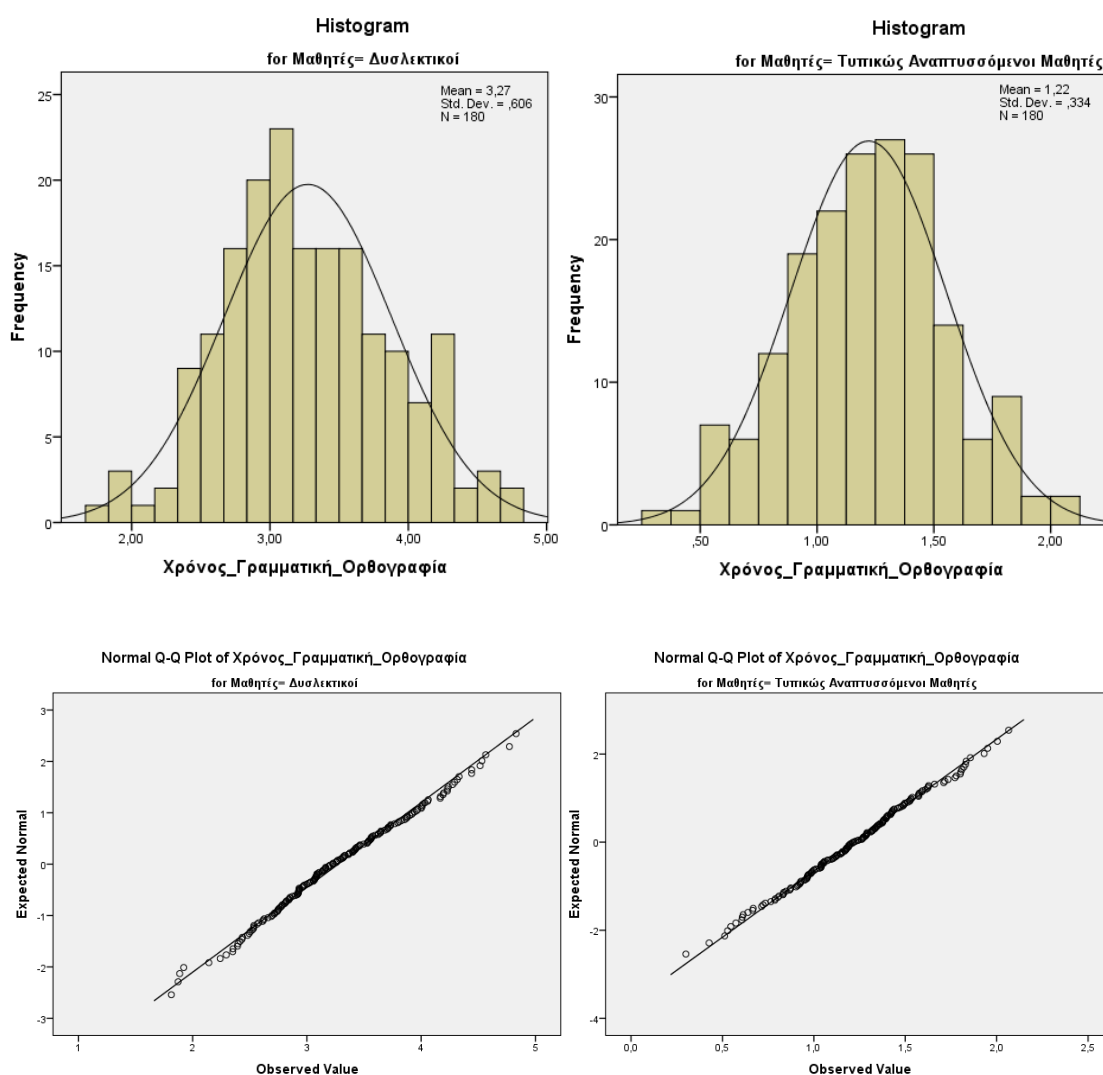 Histogram
for Μαθητές= Δυσλεκτικοί
Mean = 3,27
Std. Dev. = ,606
N = 180
25
20
15
10
5
0
Frequency
2,00 3,00 4,00 5,00
Χρόνος_Γραμματική_Ορθογραφία
Histogram
for Μαθητές= Τυπικώς Αναπτυσσόμενοι Μαθητές
Mean = 1,22
Std. Dev. = ,334
N = 180
30
20
10
0
Frequency
,50 1,00 1,50 2,00
Χρόνος_Γραμματική_Ορθογραφία
Normal Q-Q Plot of Χρόνος_Γραμματική_Ορθογραφία
for Μαθητές= Δυσλεκτικοί
3
2
1
0
-1
-2
-3
Expected Normal
1 2 3 4 5
Observed Value
Normal Q-Q Plot of Χρόνος_Γραμματική_Ορθογραφία
for Μαθητές= Τυπικώς Αναπτυσσόμενοι Μαθητές
2
0
-2
-4
Expected Normal
0,0 0,5 1,0 1,5 2,0 2,5
Observed Value